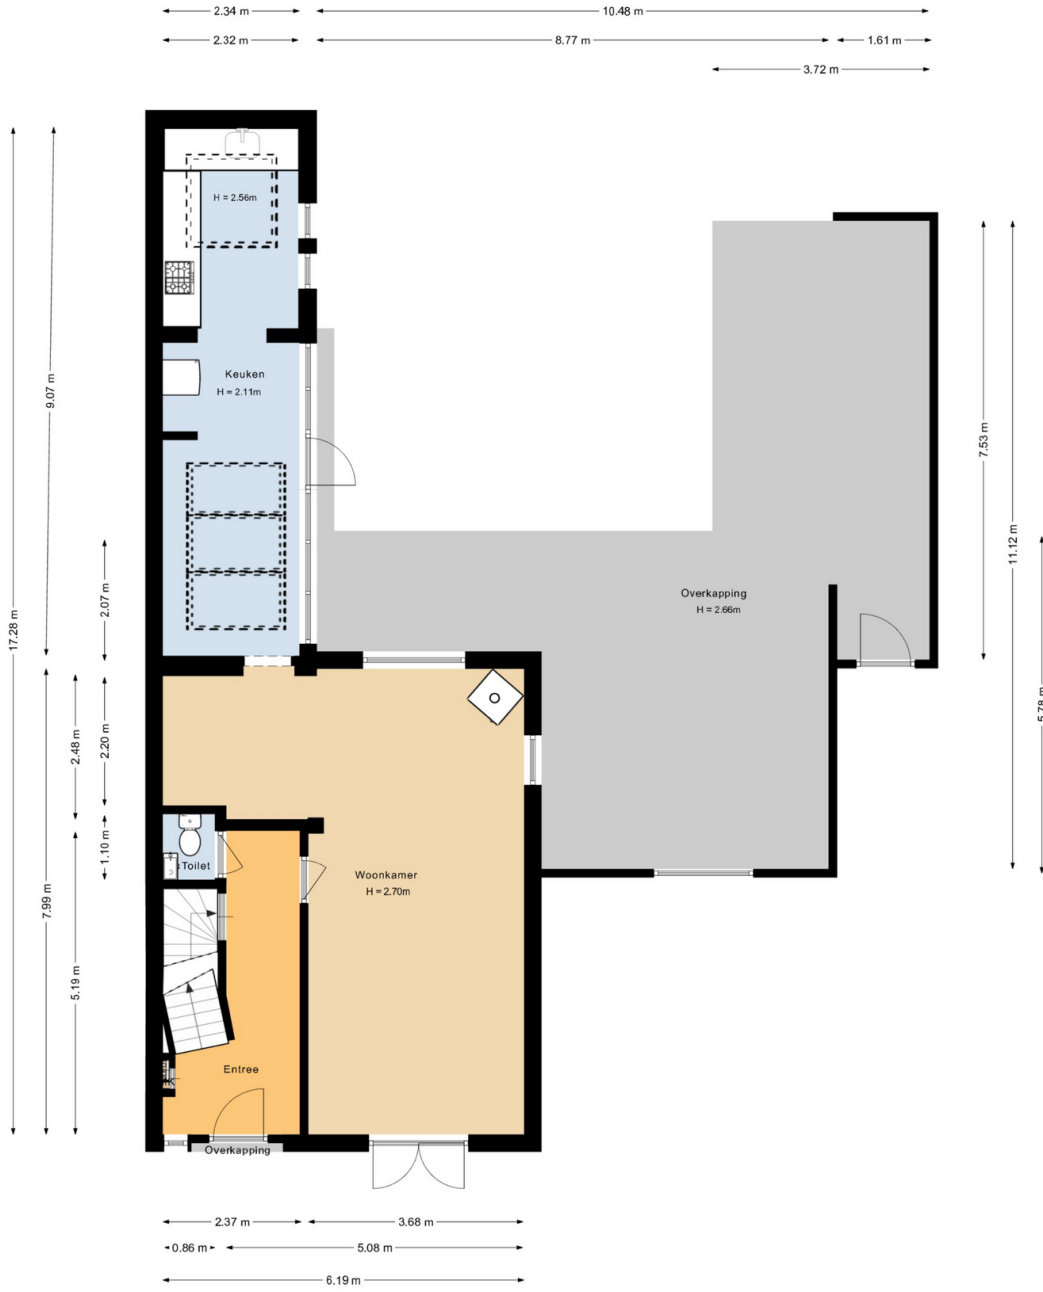 2.34 m
10.48 m
2.32 m
8.77 m
1.61 m
3.72 m
H = 2.56m
9.07 m
Keuken
H = 2.11m
7.53 m
11.12 m
2.07 m
Overkapping
H = 2.66m
17.28 m
5.78 m
2.48 m
2.20 m
1.10 m
Toilet
Woonkamer
H = 2.70m
7.99 m
5.19 m
Entree
Overkapping
2.37 m
3.68 m
0.86 m
5.08 m
6.19 m